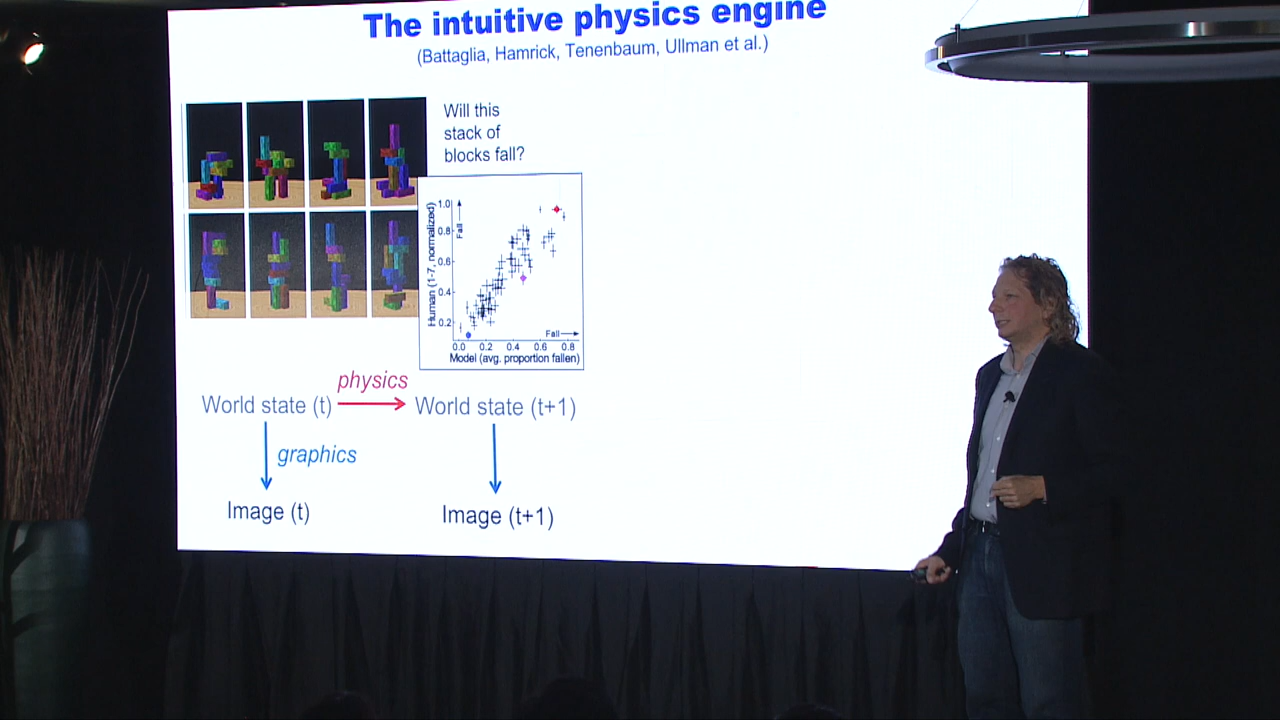 The intuitive physics engine
(Battaglia, Hamrick, Tenenbaum, Ullman et al.)
Will this
stack of
blocks fall?
Human (1-7, normalized)
Fall
1.0
0.8
0.6
0.4
0.2
Fall
0.0 0.2 0.4 0.6 0.8
Model (avg. proportion fallen)
physics
World state (t)
World state (t+1)
graphics
Image (t)
Image (t+1)